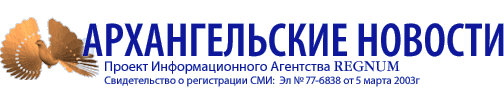 АРХАНГЕЛЬСКИЕ НОВОСТИ
Проект Информационного Агентства REGNUM
Свидетельство о регистрации СМИ: Эл № 77-6838 от 5 марта 2003г